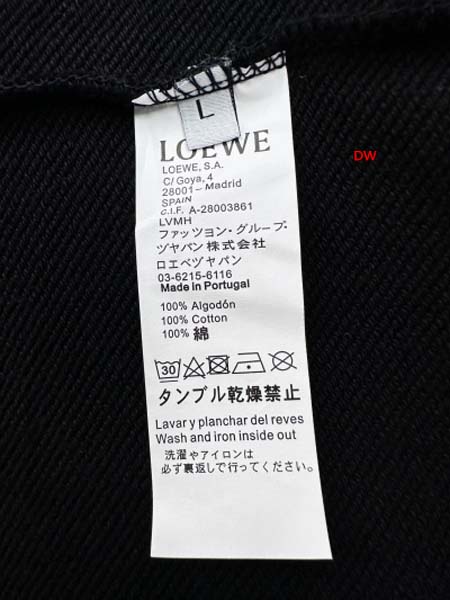 L
LOEWE
LOEWE, S.A.
C/ Goya, 4
28001- Madrid
SPAIN
C.I.F. A-28003861
LVMH
ファッツョン・グループ・
ヅャパン株式会社
ロエベヅャパン
03-6215-6116
Made in Portugal
100% Algodón
100% Cotton
100% 綿
30
タンブル乾燥禁止
Lavar y planchar del reves
Wash and iron inside out
洗濯やアイロンは
必ず裏返しで行ってください。
DW